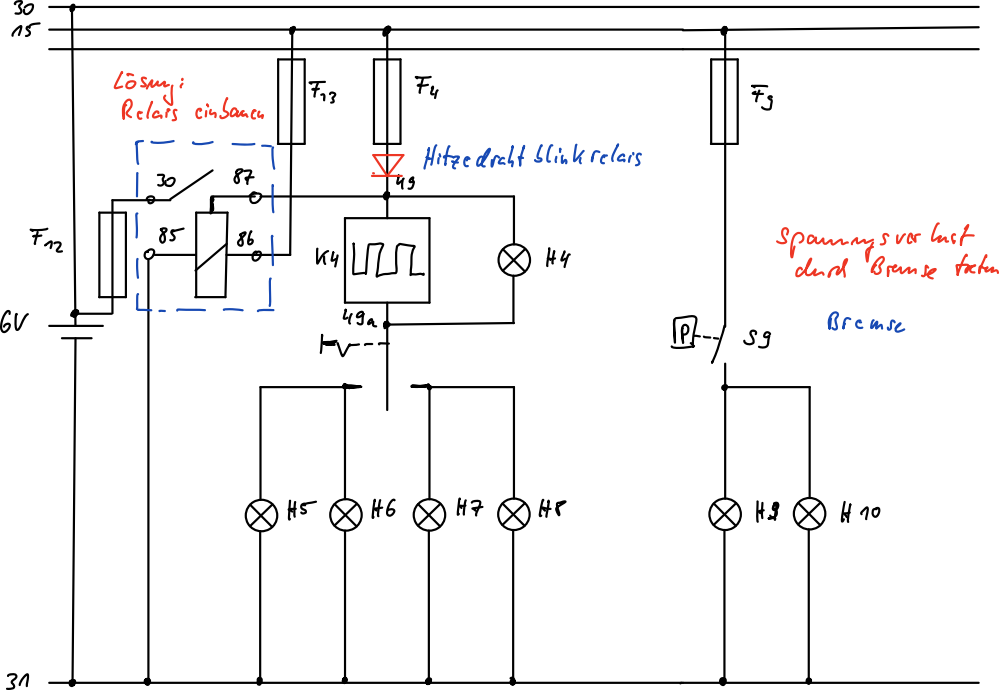 30
15
Lösung:
Relais einbauen
F13
F4
F9
Hitzedraht blinkrelais
30
87
49
F12
85
86
K4
H4
Spannungsverlust
durch Bremse treten
6V
49a
P
S9
Bremse
H5
H6
H7
H8
H9
H10
31